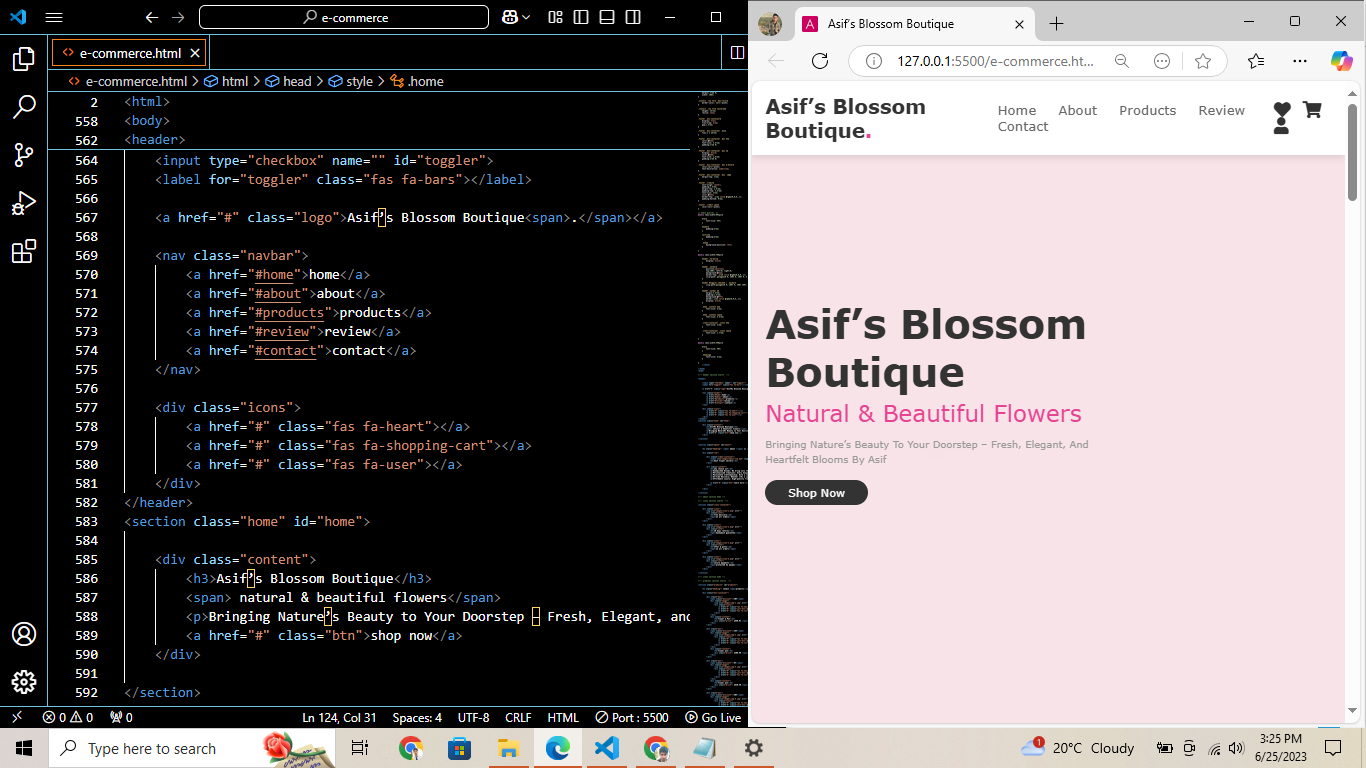 e-commerce
e-commerce.html
e-commerce.html > html > head > style > .home
2 <html>
558 <body>
562 <header>
564 <input type="checkbox" name="" id="toggler">
565 <label for="toggler" class="fas fa-bars"></label>
566
567 <a href="#" class="logo">Asif’s Blossom Boutique<span>.</span></a>
568
569 <nav class="navbar">
570 <a href="#home">home</a>
571 <a href="#about">about</a>
572 <a href="#products">products</a>
573 <a href="#review">review</a>
574 <a href="#contact">contact</a>
575 </nav>
576
577 <div class="icons">
578 <a href="#" class="fas fa-heart"></a>
579 <a href="#" class="fas fa-shopping-cart"></a>
580 <a href="#" class="fas fa-user"></a>
581 </div>
582 </header>
583 <section class="home" id="home">
584
585 <div class="content">
586 <h3>Asif’s Blossom Boutique</h3>
587 <span> natural & beautiful flowers</span>
588 <p>Bringing Nature’s Beauty to Your Doorstep – Fresh, Elegant, and
589 <a href="#" class="btn">shop now</a>
590 </div>
591
592 </section>
0 0 0 Ln 124, Col 31 Spaces: 4 UTF-8 CRLF HTML Port : 5500 Go Live
A Asif’s Blossom Boutique
127.0.0.1:5500/e-commerce.ht...
Asif’s Blossom
Boutique.
Home About Products Review
Contact
Asif’s Blossom
Boutique
Natural & Beautiful Flowers
Bringing Nature’s Beauty To Your Doorstep – Fresh, Elegant, And
Heartfelt Blooms By Asif
Shop Now
Type here to search
1 20°C Cloudy
3:25 PM
6/25/2023